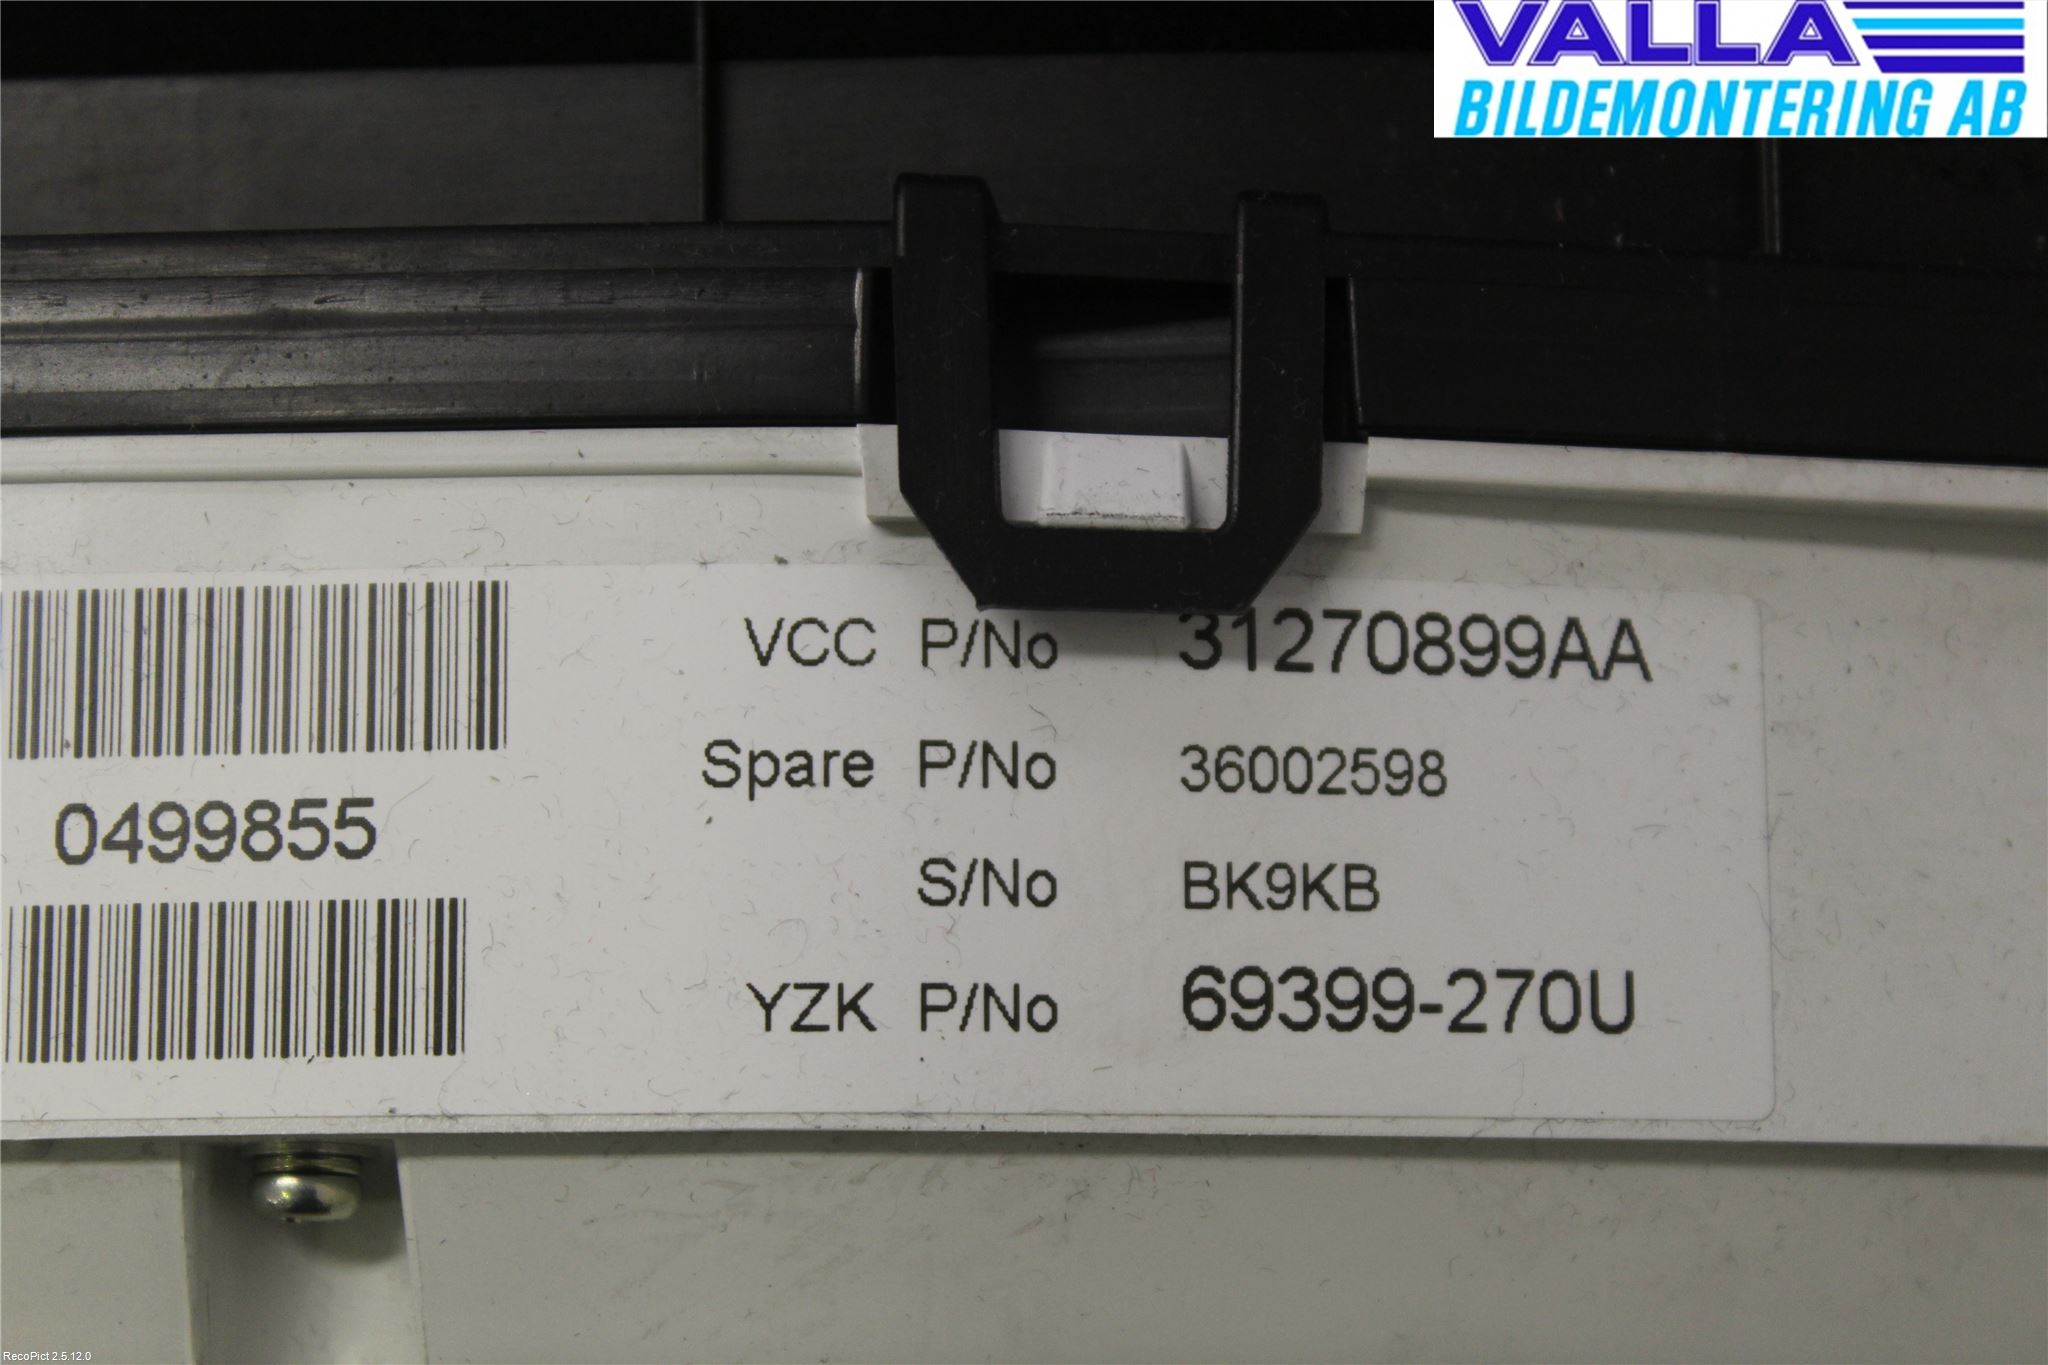 VALLA
BILDEMONTERING AB
VCC P/No 31270899AA
Spare P/No 36002598
0499855
S/No BK9KB
YZK P/No 69399-270U
RecoPict 2.5.12.0